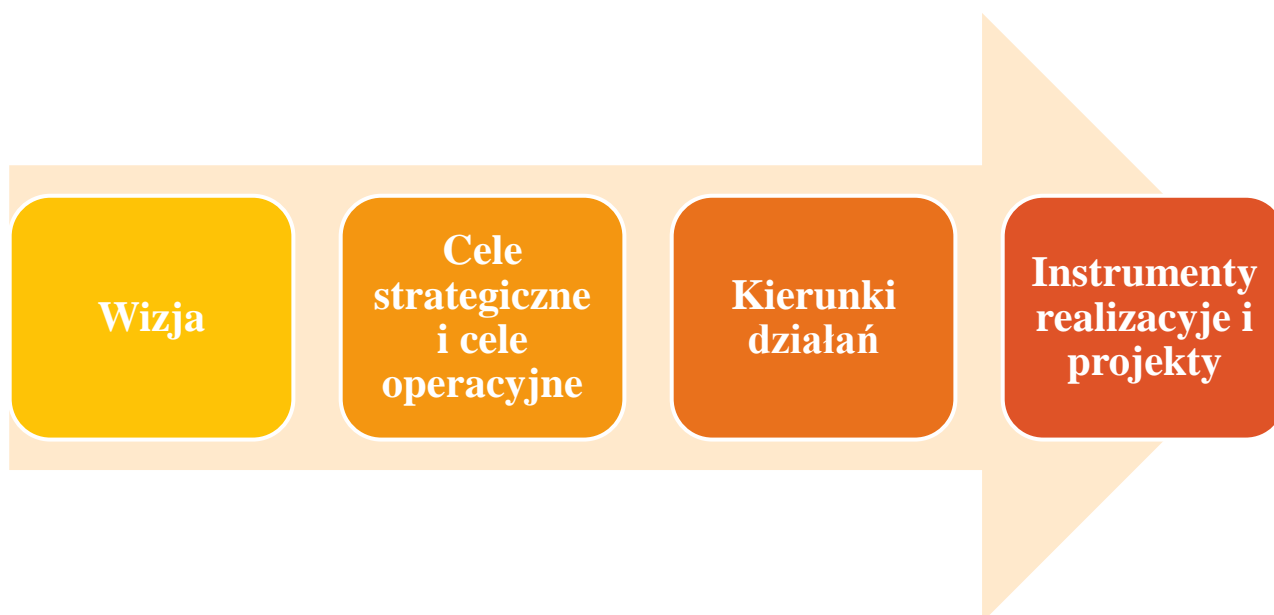 Wizja
Cele
strategiczne
i cele
operacyjne
Kierunki
działań
Instrumenty
realizacyje i
projekty